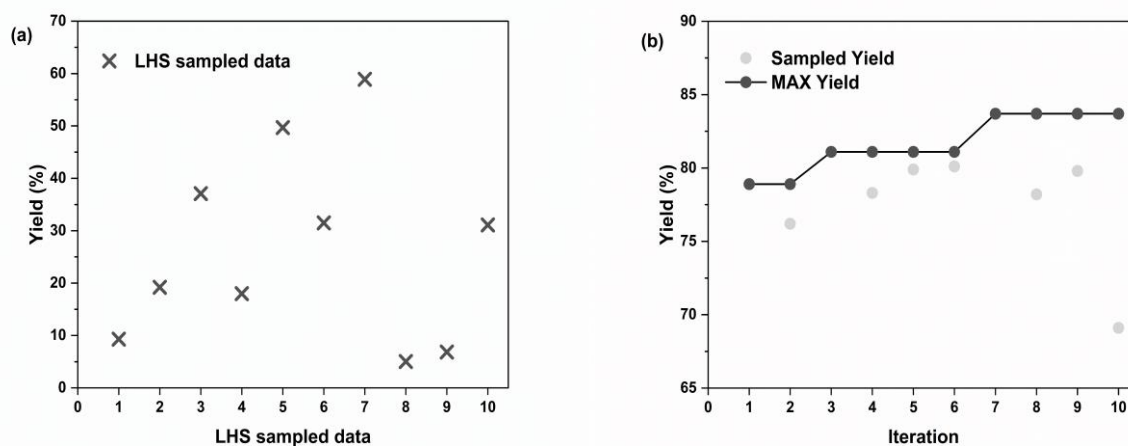 (a)
70
60
50
40
30
20
10
0
Yield (%)
LHS sampled data
0 1 2 3 4 5 6 7 8 9 10
LHS sampled data
(b)
90
85
80
75
70
65
Yield (%)
Sampled Yield
MAX Yield
0 1 2 3 4 5 6 7 8 9 10
Iteration